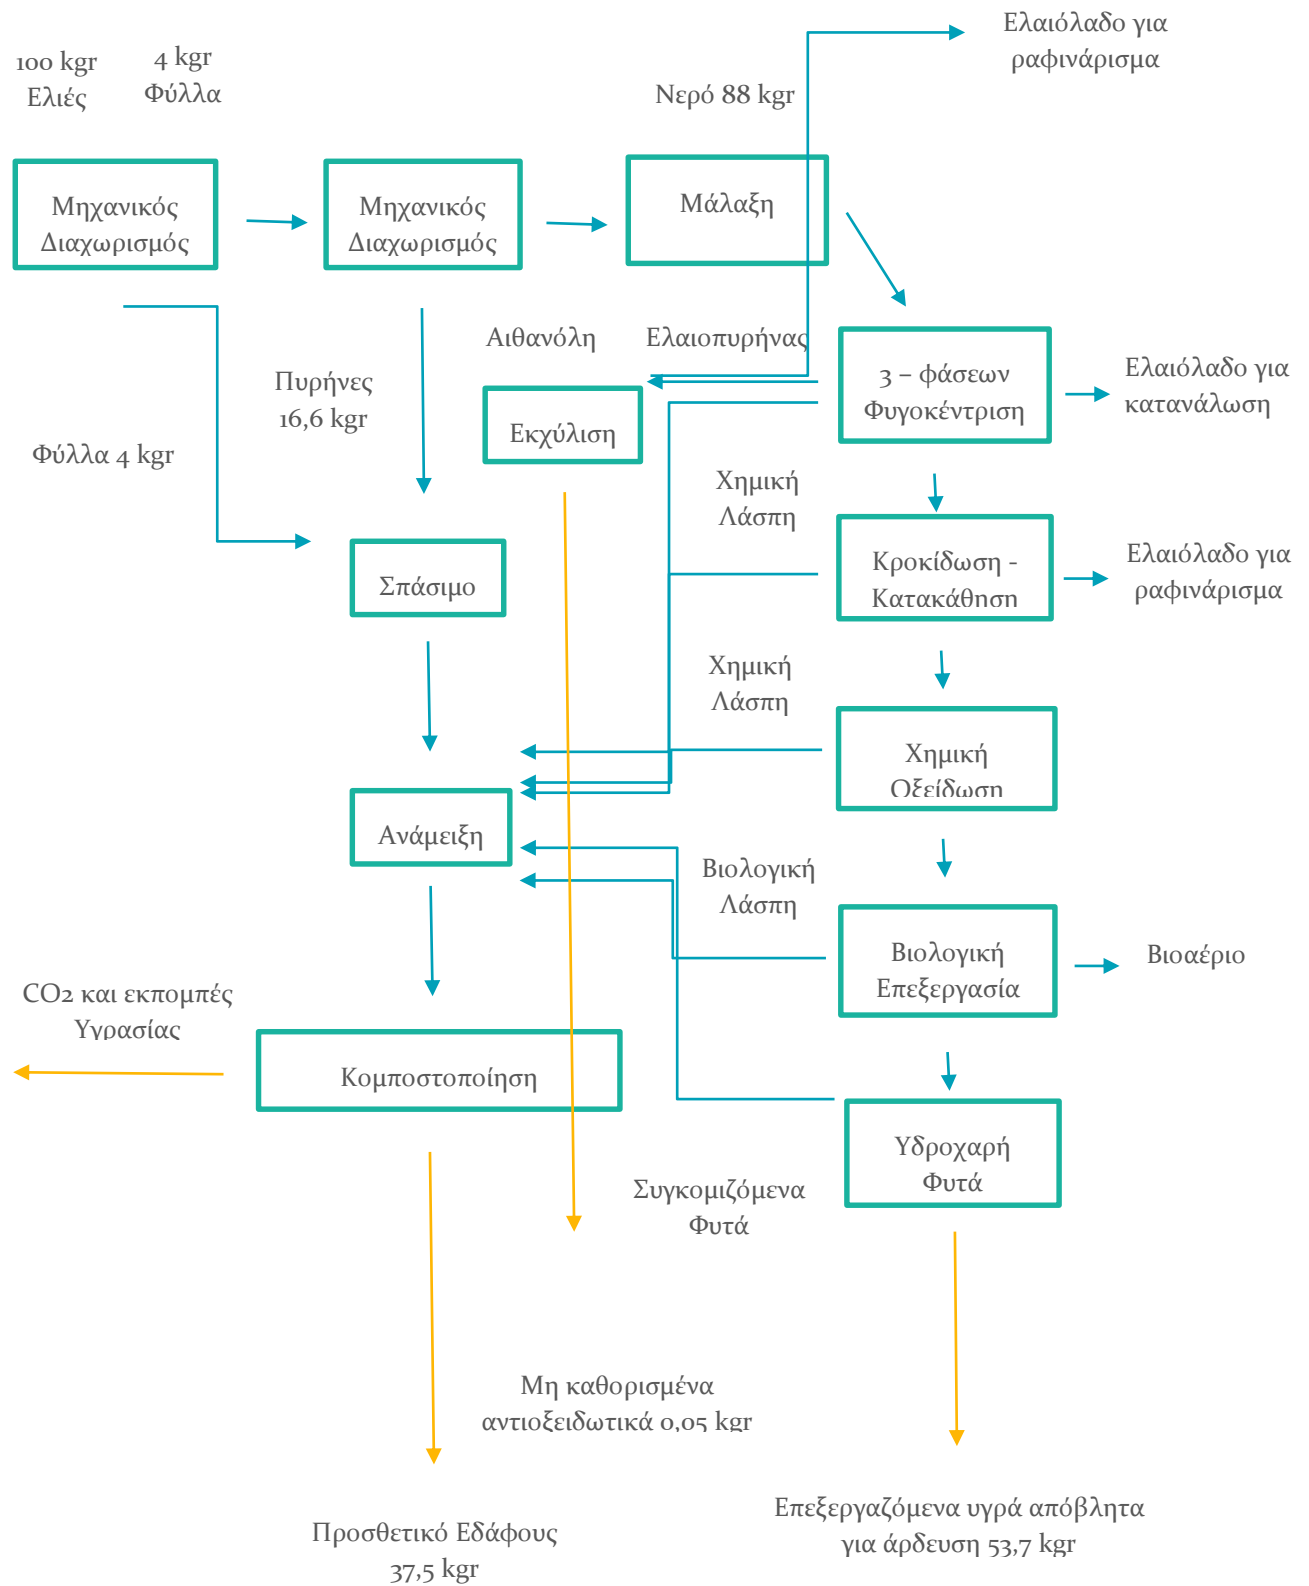 Ελαιόλαδο για
ραφινάρισμα
100 kgr
Ελιές
4 kgr
Φύλλα
Νερό 88 kgr
Μηχανικός
Διαχωρισμός
Μηχανικός
Διαχωρισμός
Μάλαξη
Αιθανόλη
Ελαιοπυρήνας
3 – φάσεων
Φυγοκέντριση
Ελαιόλαδο για
κατανάλωση
Πυρήνες
16,6 kgr
Εκχύλιση
Φύλλα 4 kgr
Χημική
Λάσπη
Κροκίδωση -
Κατακάθηση
Ελαιόλαδο για
ραφινάρισμα
Σπάσιμο
Χημική
Λάσπη
Χημική
Οξείδωση
Ανάμειξη
Βιολογική
Λάσπη
Βιολογική
Επεξεργασία
Βιοαέριο
CO2 και εκπομπές
Υγρασίας
Κομποστοποίηση
Υδροχαρή
Φυτά
Συγκομιζόμενα
Φυτά
Μη καθορισμένα
αντιοξειδωτικά 0,05 kgr
Προσθετικό Εδάφους
37,5 kgr
Επεξεργαζόμενα υγρά απόβλητα
για άρδευση 53,7 kgr